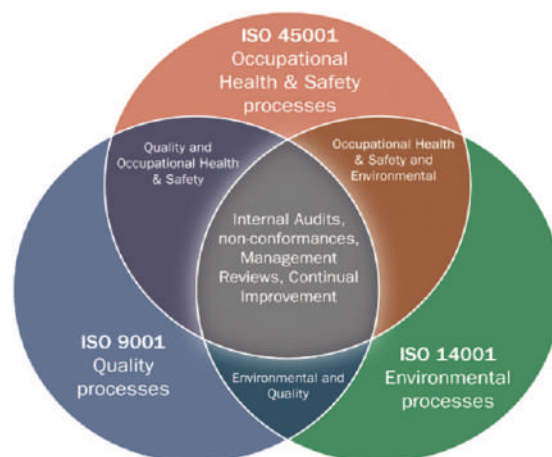 ISO 45001
Occupational
Health & Safety
processes
Quality and
Occupational Health
& Safety
Occupational Health
& Safety and
Environmental
Internal Audits,
non-conformances,
Management
Reviews, Continual
Improvement
ISO 9001
Quality
processes
Environmental and
Quality
ISO 14001
Environmental
processes